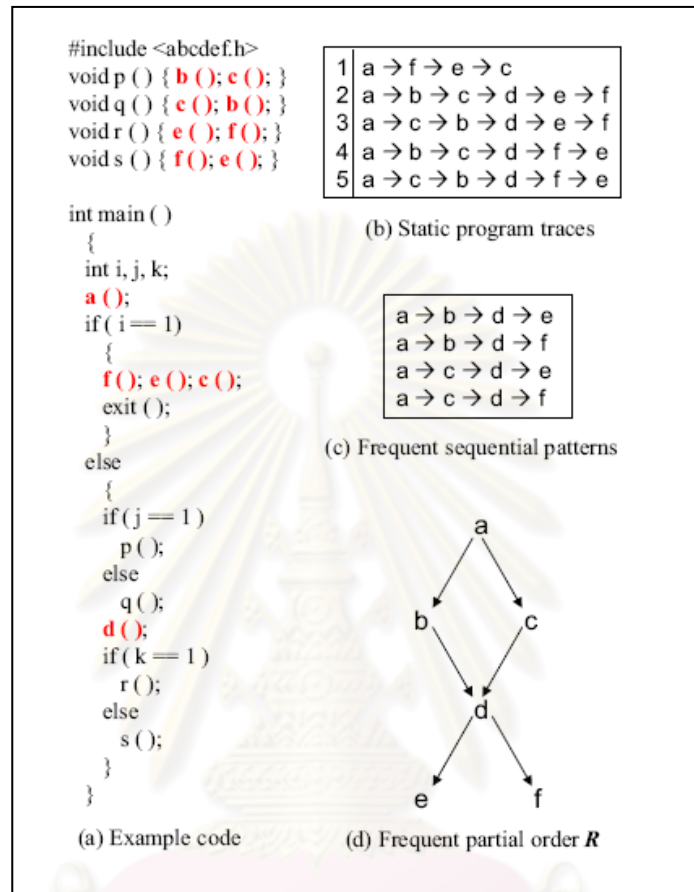 #include <abcdef.h>
void p ( ) { b ( ); c ( ); }
void q ( ) { c ( ); b ( ); }
void r ( ) { e ( ); f ( ); }
void s ( ) { f ( ); e ( ); }
int main ( )
{
int i, j, k;
a ( );
if ( i == 1)
{
f ( ); e ( ); c ( );
exit ( );
}
else
{
if ( j == 1 )
p ( );
else
q ( );
d ( );
if ( k == 1 )
r ( );
else
s ( );
}
}
(a) Example code
1 a → f → e → c
2 a → b → c → d → e → f
3 a → c → b → d → e → f
4 a → b → c → d → f → e
5 a → c → b → d → f → e
(b) Static program traces
a → b → d → e
a → b → d → f
a → c → d → e
a → c → d → f
(c) Frequent sequential patterns
a
b c
d
e f
(d) Frequent partial order R